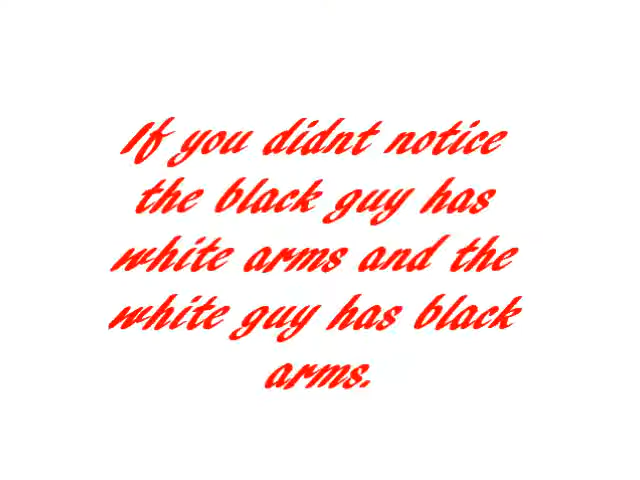 If you didnt notice
the black guy has
white arms and the
white guy has black
arms.